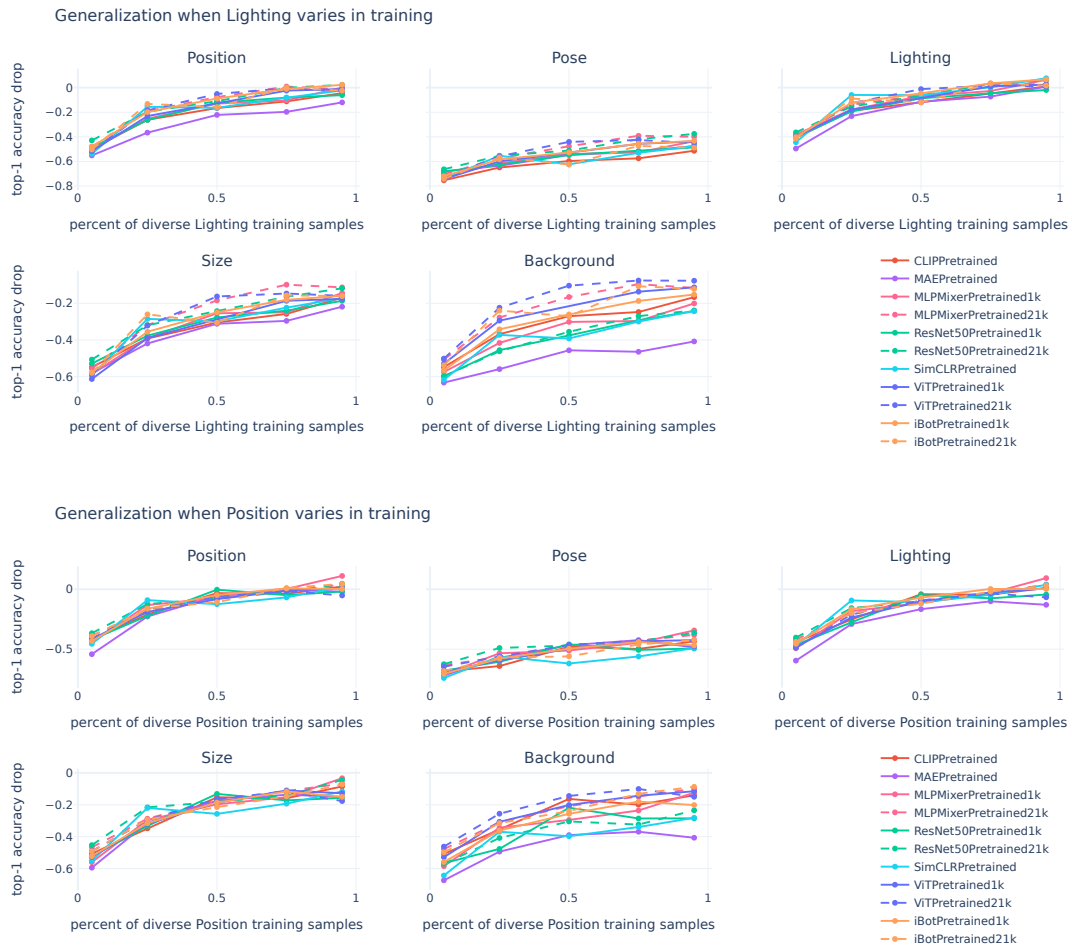 Generalization when Lighting varies in training
Position
Pose
Lighting
top-1 accuracy drop
0
−0.2
−0.4
−0.6
−0.8
0 0.5 1
0 0.5 1
0 0.5 1
percent of diverse Lighting training samples
percent of diverse Lighting training samples
percent of diverse Lighting training samples
Size
Background
top-1 accuracy drop
−0.2
−0.4
−0.6
0 0.5 1
0 0.5 1
percent of diverse Lighting training samples
percent of diverse Lighting training samples
CLIPPretrained
MAEPretrained
MLPMixerPretrained1k
MLPMixerPretrained21k
ResNet50Pretrained1k
ResNet50Pretrained21k
SimCLRPretrained
ViTPretrained1k
ViTPretrained21k
iBotPretrained1k
iBotPretrained21k
Generalization when Position varies in training
Position
Pose
Lighting
top-1 accuracy drop
0
−0.5
0 0.5 1
0 0.5 1
0 0.5 1
percent of diverse Position training samples
percent of diverse Position training samples
percent of diverse Position training samples
Size
Background
top-1 accuracy drop
0
−0.2
−0.4
−0.6
0 0.5 1
0 0.5 1
percent of diverse Position training samples
percent of diverse Position training samples
CLIPPretrained
MAEPretrained
MLPMixerPretrained1k
MLPMixerPretrained21k
ResNet50Pretrained1k
ResNet50Pretrained21k
SimCLRPretrained
ViTPretrained1k
ViTPretrained21k
iBotPretrained1k
iBotPretrained21k